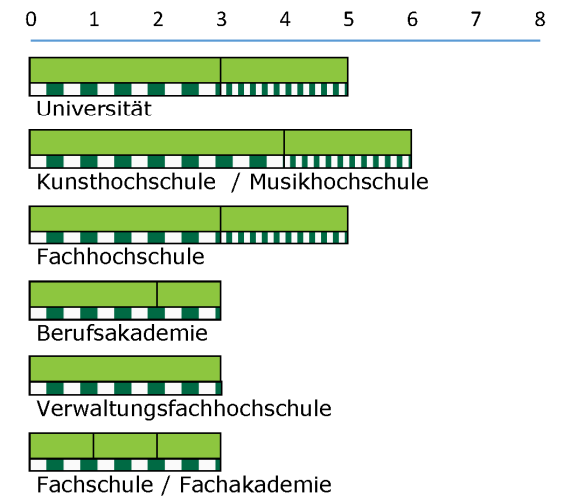 0 1 2 3 4 5 6 7 8
Universität
Kunsthochschule / Musikhochschule
Fachhochschule
Berufsakademie
Verwaltungsfachhochschule
Fachschule / Fachakademie